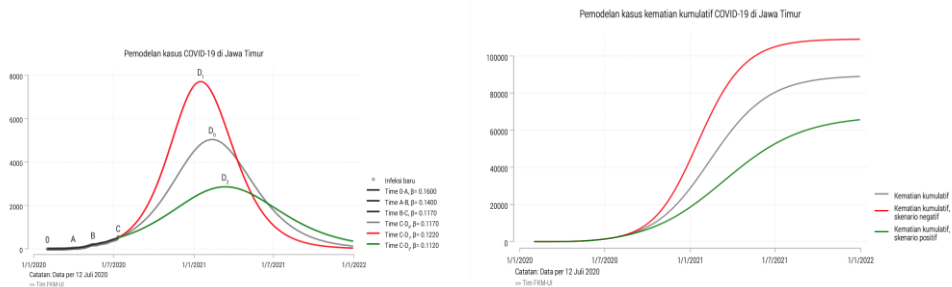 Pemodelan kasus COVID-19 di Jawa Timur
8000
6000
4000
2000
0
D₁
D₀
D₂
0
A
B
C
1/1/2020
1/7/2020
1/1/2021
1/7/2021
1/1/2022
Infeksi baru
Time 0-A, β= 0.1600
Time A-B, β= 0.1400
Time B-C, β= 0.1170
Time C-D₀, β= 0.1170
Time C-D₁, β= 0.1220
Time C-D₂, β= 0.1120
Catatan: Data per 12 Juli 2020
>> Tim FKM-UI
Pemodelan kasus kematian kumulatif COVID-19 di Jawa Timur
100000
80000
60000
40000
20000
0
1/1/2020
1/7/2020
1/1/2021
1/7/2021
1/1/2022
Kematian kumulatif
Kematian kumulatif,
skenario negatif
Kematian kumulatif,
skenario positif
Catatan: Data per 12 Juli 2020
>> Tim FKM-UI